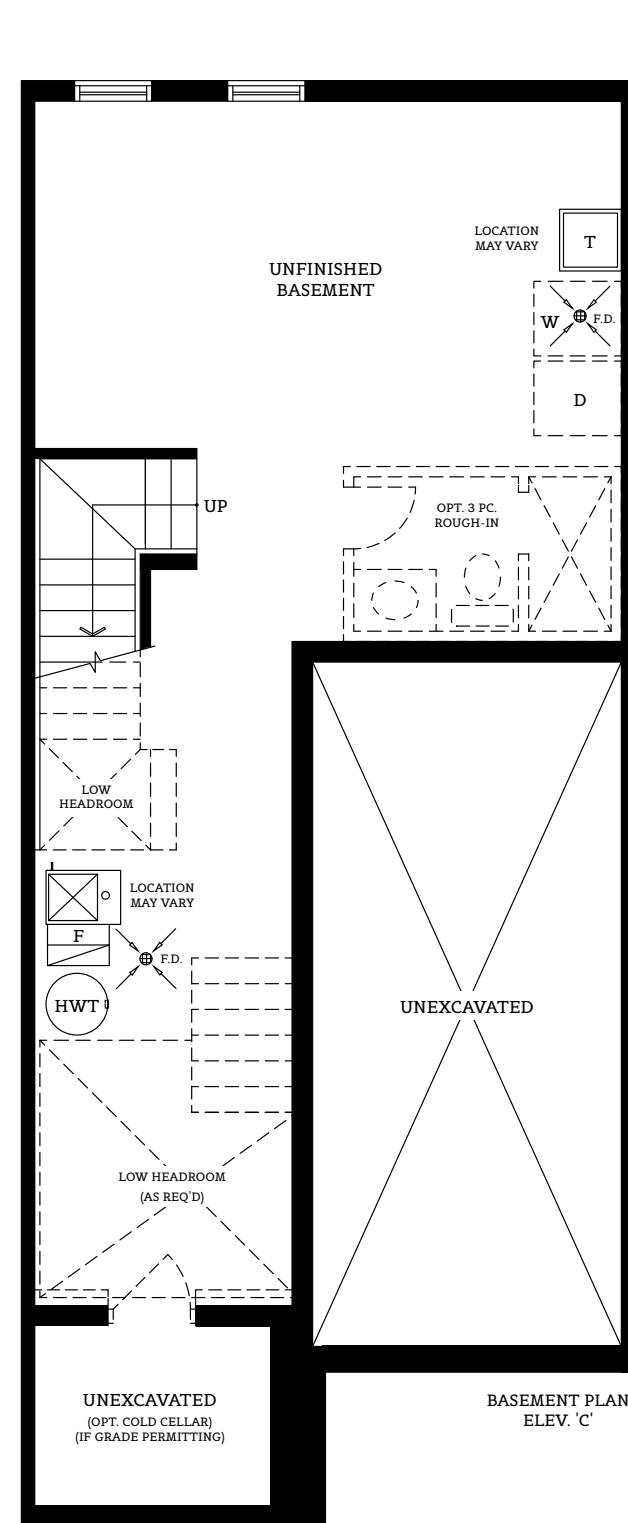 LOCATION
MAY VARY
T
UNFINISHED
BASEMENT
W
F.D.
D
UP
OPT. 3 PC.
ROUGH-IN
LOW
HEADROOM
LOCATION
MAY VARY
F
F.D.
HWT
UNEXCAVATED
LOW HEADROOM
(AS REQ'D)
UNEXCAVATED
(OPT. COLD CELLAR)
(IF GRADE PERMITTING)
BASEMENT PLAN
ELEV. 'C'